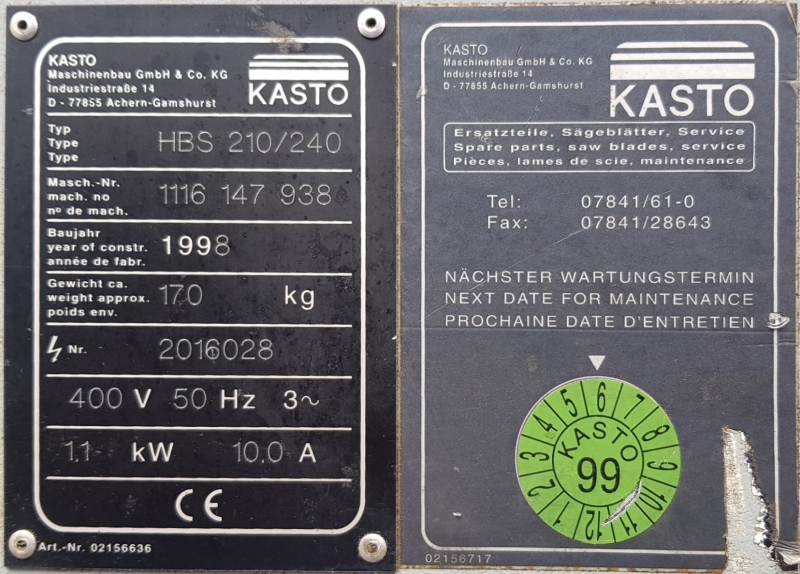 KASTO
Maschinenbau GmbH & Co. KG
Industriestraße 14
D - 77855 Achern-Gamshurst
KASTO
Typ
Type
Type
HBS 210/240
Masch.-Nr.
mach. no
nº de mach.
1116 147 938
Baujahr
year of constr.
année de fabr.
1998
Gewicht ca.
weight approx.
poids env.
170 kg
Nr. 2016028
400 V 50 Hz 3~
1.1 kW 10.0 A
CE
Art.-Nr. 02156636
KASTO
Maschinenbau GmbH & Co. KG
Industriestraße 14
D - 77855 Achern-Gamshurst
KASTO
Ersatzteile, Sägeblätter, Service
Spare parts, saw blades, service
Pièces, lames de scie, maintenance
Tel: 07841/61-0
Fax: 07841/28643
NÄCHSTER WARTUNGSTERMIN
NEXT DATE FOR MAINTENANCE
PROCHAINE DATE D'ENTRETIEN
1 2 3 4 5 6 7 8 9 10 11 12
KASTO
99
02156717